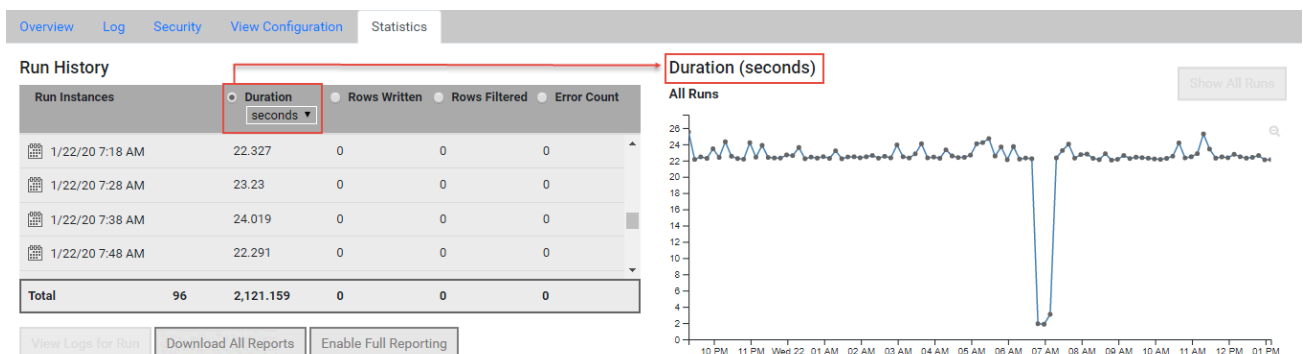 Overview Log Security View Configuration Statistics
Run History
Run Instances Duration Rows Written Rows Filtered Error Count
seconds
1/22/20 7:18 AM 22.327 0 0 0
1/22/20 7:28 AM 23.23 0 0 0
1/22/20 7:38 AM 24.019 0 0 0
1/22/20 7:48 AM 22.291 0 0 0
Total 96 2,121.159 0 0 0
View Logs for Run Download All Reports Enable Full Reporting
Duration (seconds)
Show All Runs
All Runs
26
24
22
20
18
16
14
12
10
8
6
4
2
0
10 PM 11 PM Wed 22 01 AM 02 AM 03 AM 04 AM 05 AM 06 AM 07 AM 08 AM 09 AM 10 AM 11 AM 12 PM 01 PM